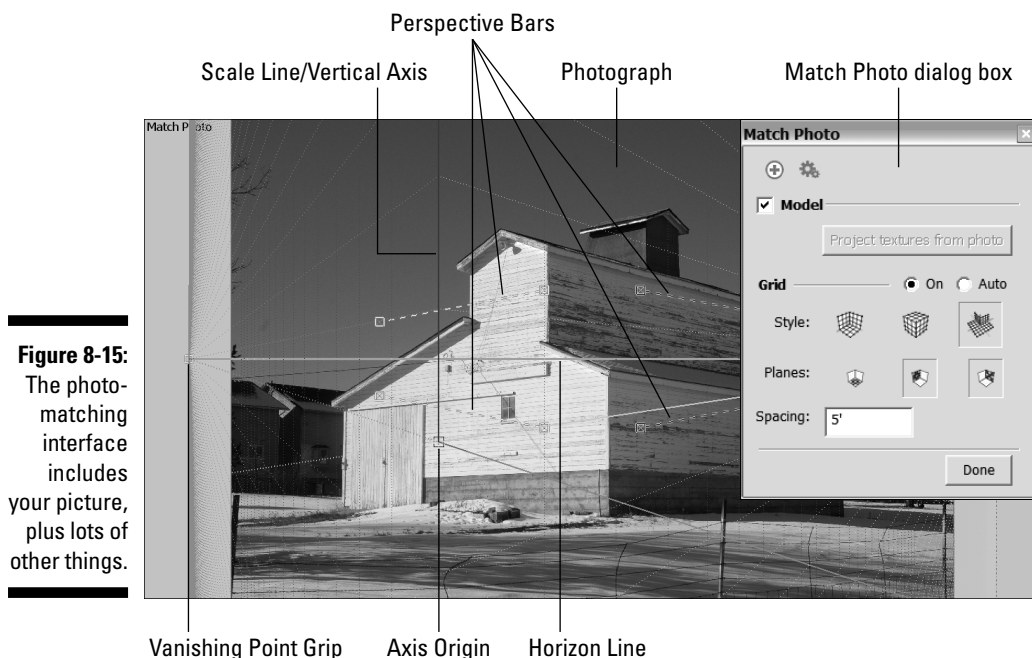 Perspective Bars
Scale Line/Vertical Axis
Photograph
Match Photo dialog box
Match Photo
Match Photo
Model
Project textures from photo
Grid
On
Auto
Style:
Planes:
Spacing:
5'
Done
Figure 8-15:
The photo-
matching
interface
includes
your picture,
plus lots of
other things.
Vanishing Point Grip
Axis Origin
Horizon Line